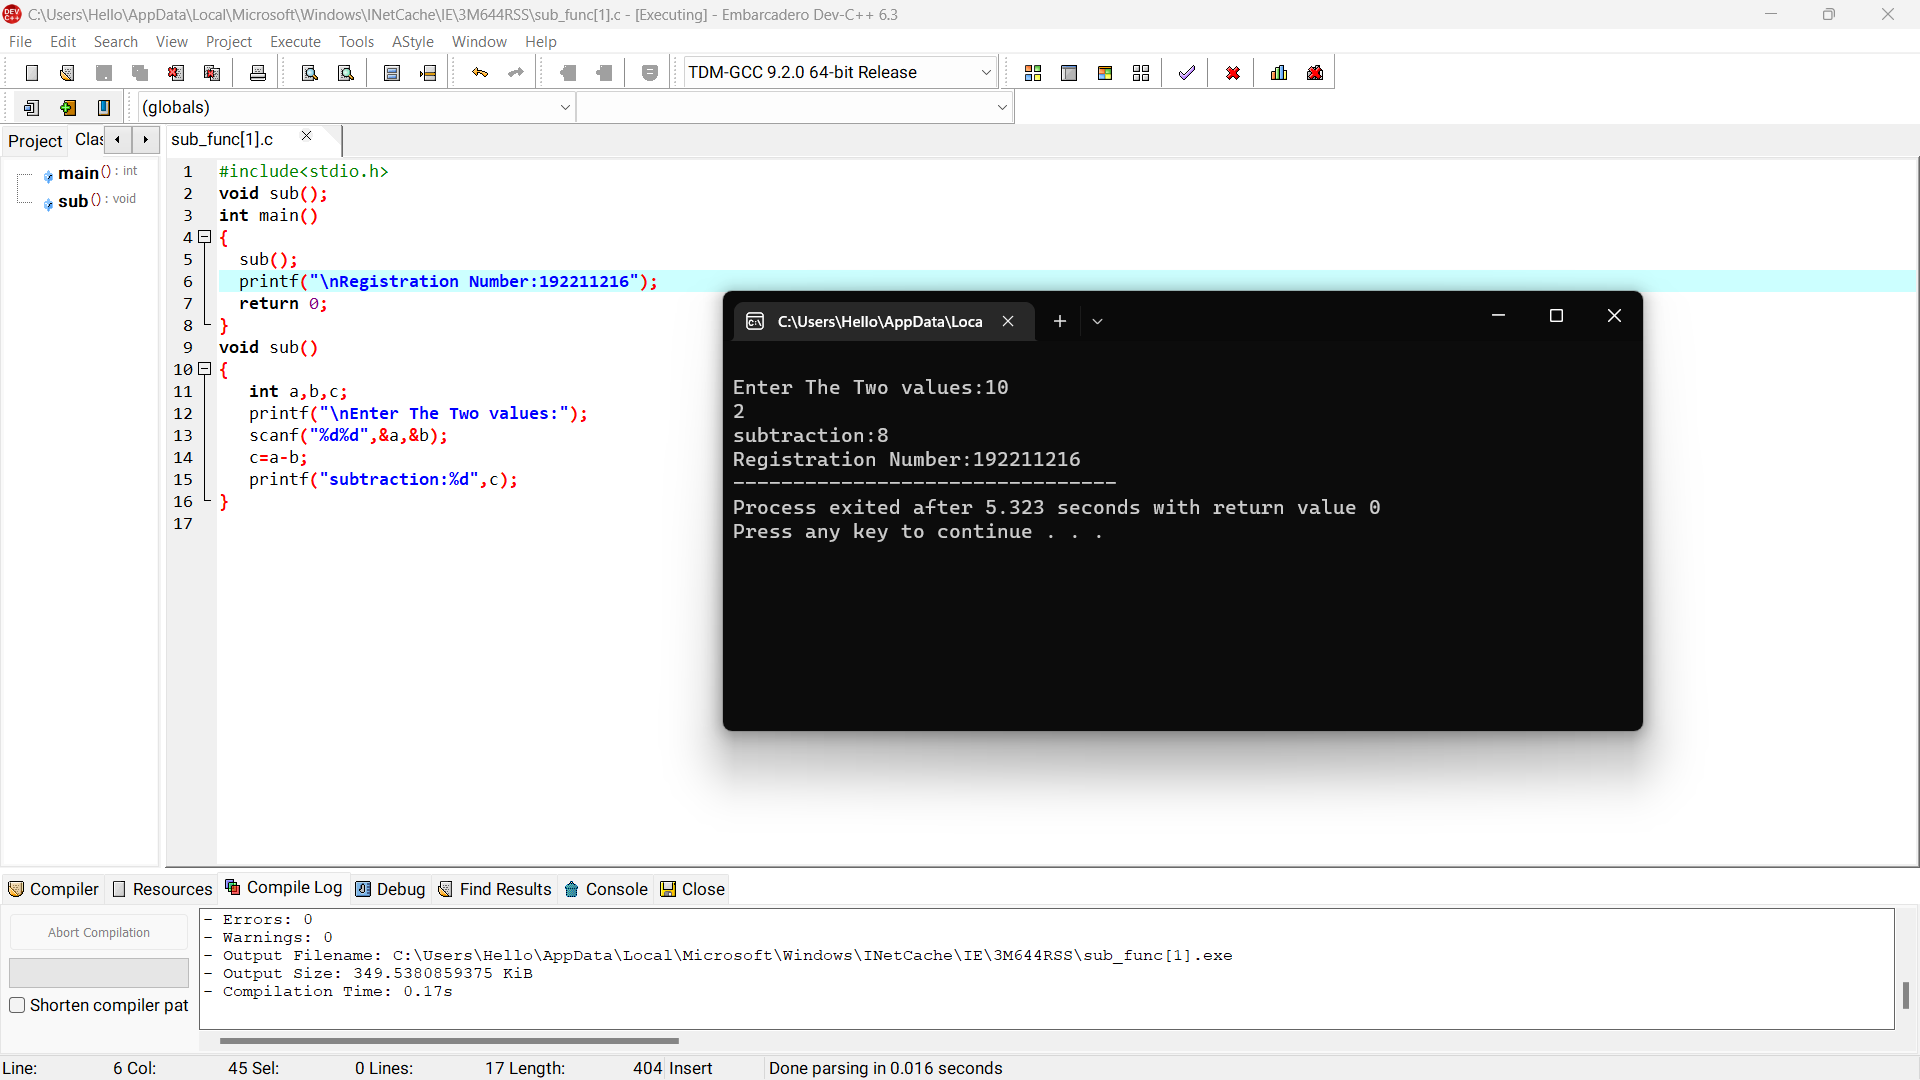 C:\Users\Hello\AppData\Local\Microsoft\Windows\INetCache\IE\3M644RSS\sub_func[1].c - [Executing] - Embarcadero Dev-C++ 6.3
File Edit Search View Project Execute Tools AStyle Window Help
TDM-GCC 9.2.0 64-bit Release
(globals)
Project Clas sub_func[1].c
main () : int
sub () : void
1 #include<stdio.h>
2 void sub();
3 int main()
4 {
5 sub();
6 printf("\nRegistration Number:192211216");
7 return 0;
8 }
9 void sub()
10 {
11 int a,b,c;
12 printf("\nEnter The Two values:");
13 scanf("%d%d",&a,&b);
14 c=a-b;
15 printf("subtraction:%d",c);
16 }
17
C:\Users\Hello\AppData\Loca
Enter The Two values:10
2
subtraction:8
Registration Number:192211216
--------------------------------
Process exited after 5.323 seconds with return value 0
Press any key to continue . . .
Compiler Resources Compile Log Debug Find Results Console Close
Abort Compilation
Shorten compiler pat
- Errors: 0
- Warnings: 0
- Output Filename: C:\Users\Hello\AppData\Local\Microsoft\Windows\INetCache\IE\3M644RSS\sub_func[1].exe
- Output Size: 349.5380859375 KiB
- Compilation Time: 0.17s
Line: 6 Col: 45 Sel: 0 Lines: 17 Length: 404 Insert Done parsing in 0.016 seconds